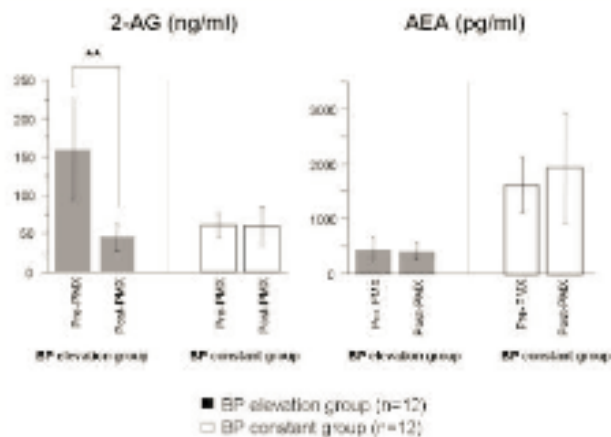 2-AG (ng/ml)
**
250
200
150
100
50
0
Pre-PMX
Post-PMX
Pre-PMX
Post-PMX
BP elevation group
BP constant group
AEA (pg/ml)
3000
2000
1000
0
Pre-PMX
Post-PMX
Pre-PMX
Post-PMX
BP elevation group
BP constant group
BP elevation group (n=12)
BP constant group (n=12)